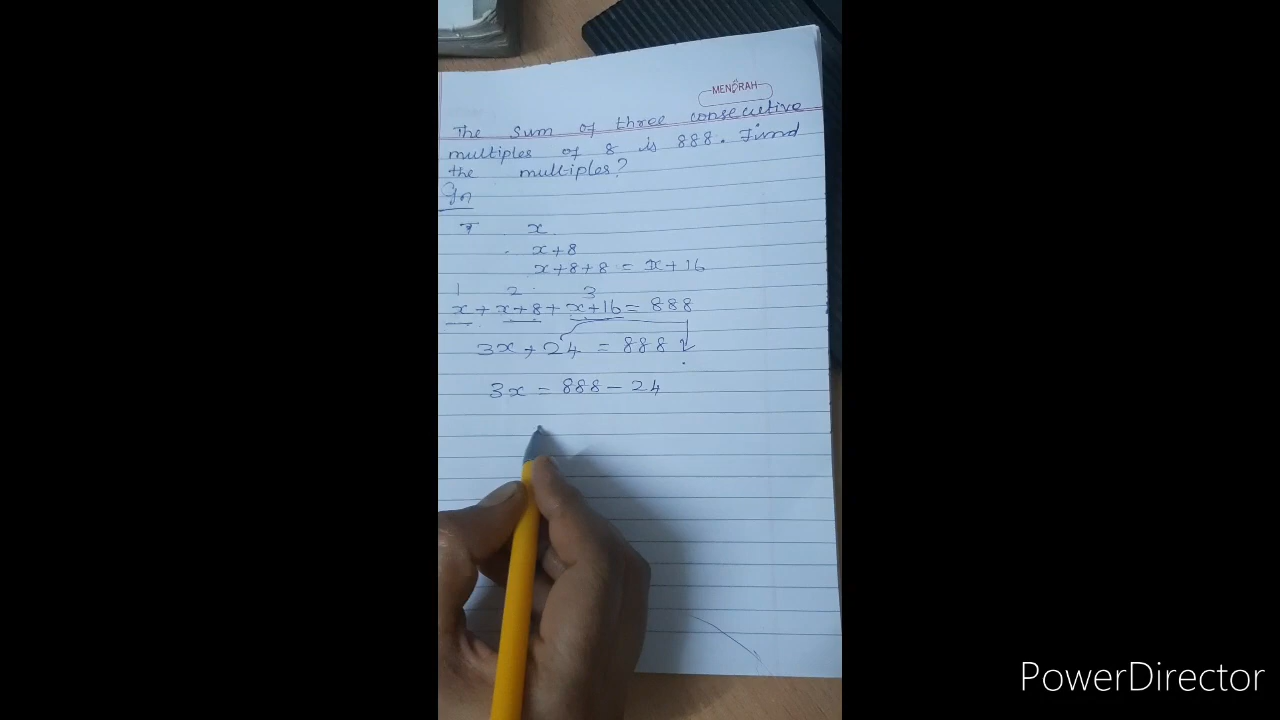 MENORAH
The sum of three consecutive
multiples of 8 is 888. Find
the multiples?
x
x+8
x+8+8 = x+16
1 2 3
x + x+8 + x+16 = 888
3x + 24 = 888
3x = 888 - 24
PowerDirector